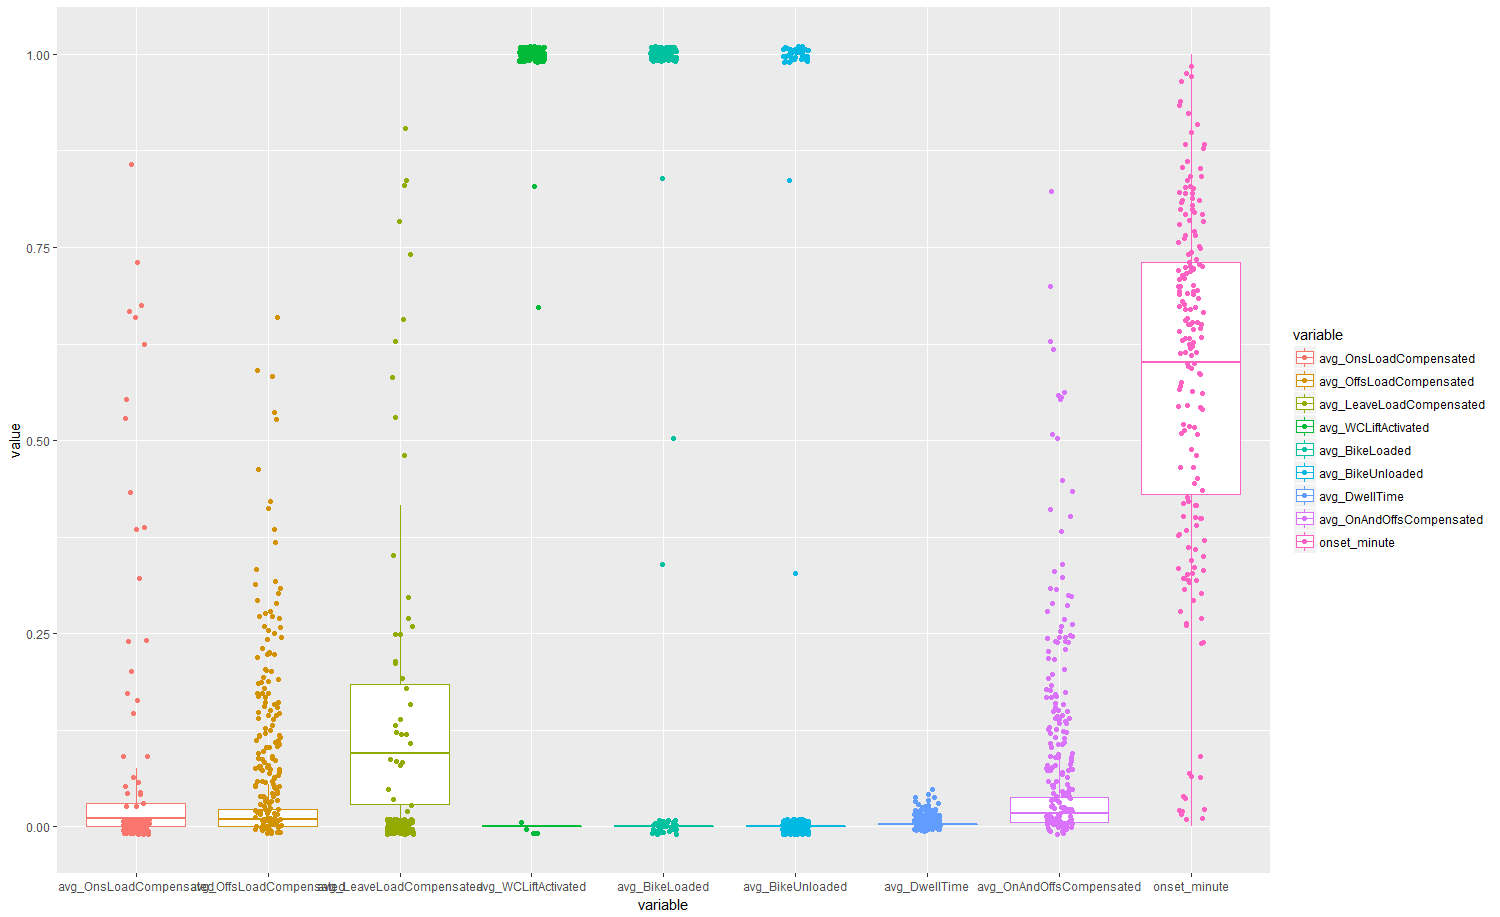 1.00
0.75
0.50
0.25
0.00
value
avg_OnsLoadCompensated
avg_OffsLoadCompensated
avg_LeaveLoadCompensated
avg_WCLiftActivated
avg_BikeLoaded
avg_BikeUnloaded
avg_DwellTime
avg_OnAndOffsCompensated
onset_minute
variable
variable
avg_OnsLoadCompensated
avg_OffsLoadCompensated
avg_LeaveLoadCompensated
avg_WCLiftActivated
avg_BikeLoaded
avg_BikeUnloaded
avg_DwellTime
avg_OnAndOffsCompensated
onset_minute